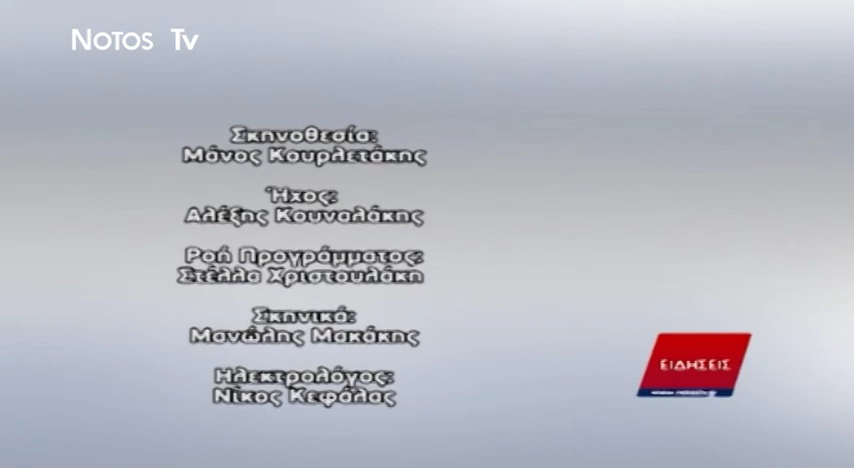 NOTOS TV
Σκηνοθεσία:
Μάνος Κουρλετάκης
Ήχος:
Αλέξης Κουναλάκης
Ροή Προγράμματος:
Στέλλα Χριστουλάκη
Σκηνικά:
Μανώλης Μακάκης
Ηλεκτρολόγος:
Νίκος Κεφάλας
ΕΙΔΗΣΕΙΣ